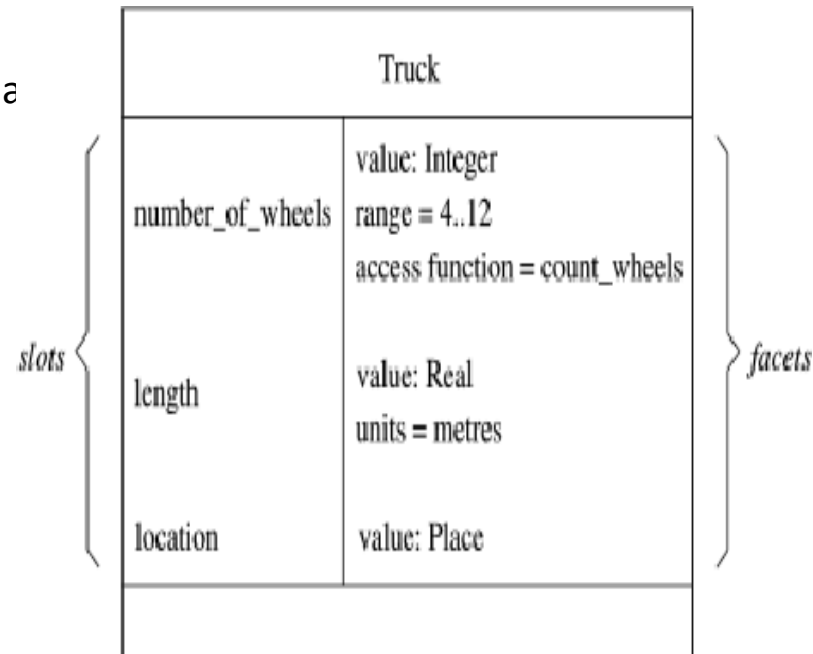 Truck
a
number_of_wheels
value: Integer
range = 4..12
access function = count_wheels
slots
length
value: Real
units = metres
facets
location
value: Place